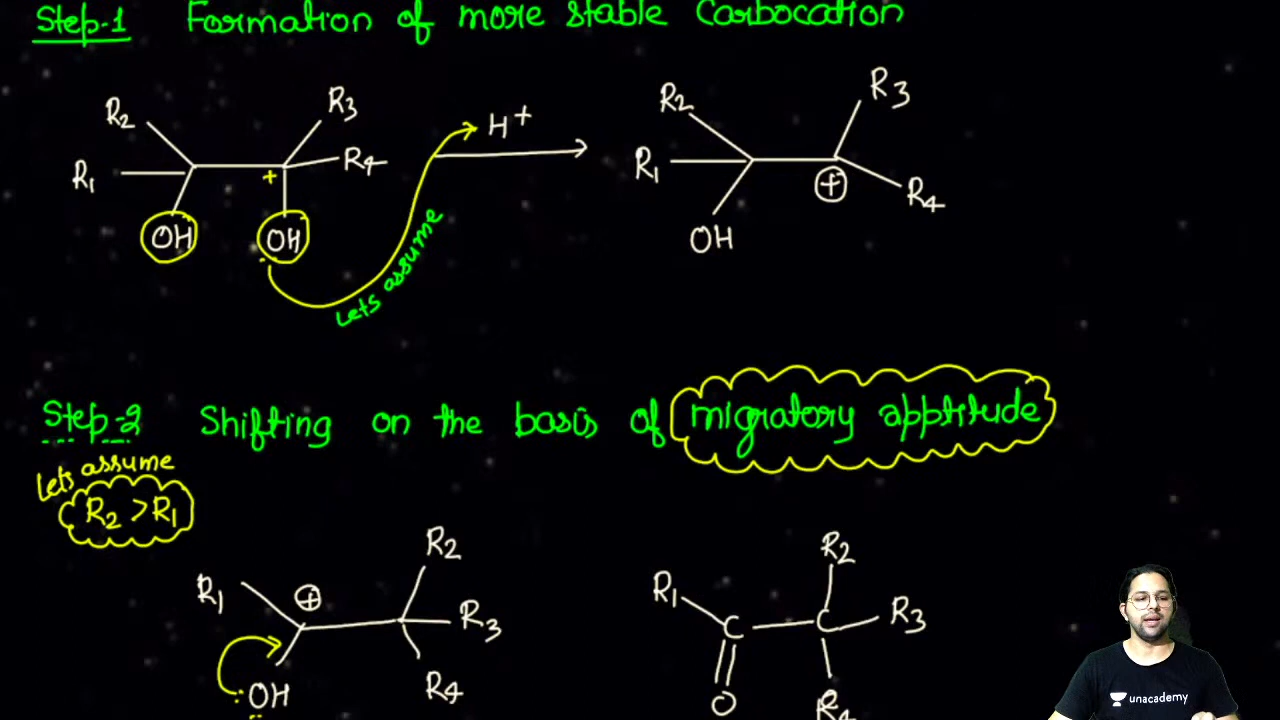 Step-1 Formation of more stable Carbocation
R2 R3 H+ R2 R3
R1 + R4 R1 + R4
OH OH OH
Lets assume
Step-2 Shifting on the basis of migratory apptitude
Lets assume
R2 > R1
R2 R2
R1 + R3 R1 C C R3
OH R4 O R4
unacademy